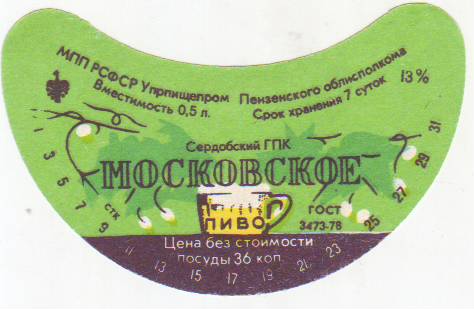 МПП РСФСР Упрпищепром Пензенского облисполкома
Вместимость 0,5 л. Срок хранения 7 суток 13%
Сердобский ГПК
МОСКОВСКОЕ
ПИВО
стк
ГОСТ
3473-78
Цена без стоимости
посуды 36 коп.
1 3 5 7 9 11 13 15 17 19 21 23 25 27 29 31